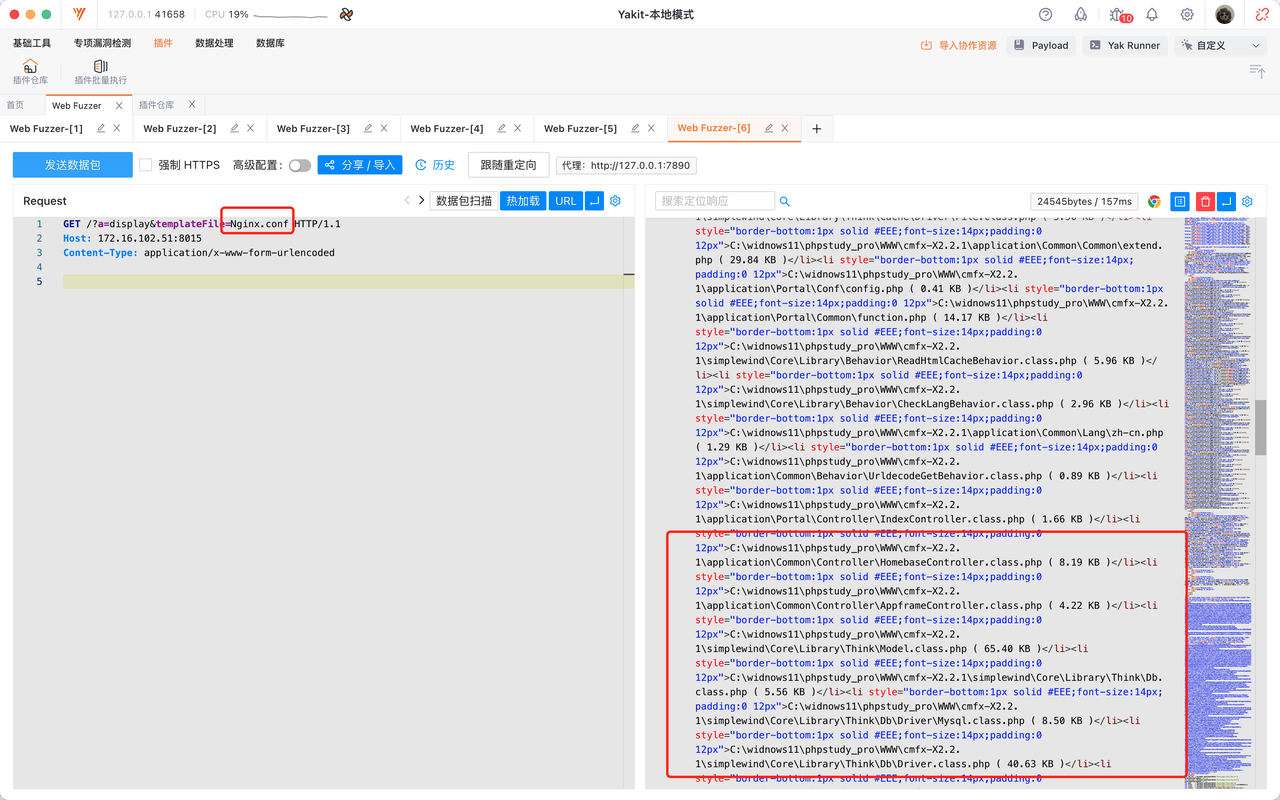 127.0.0.1 41658
CPU 19%
Yakit-本地模式
10
基础工具 专项漏洞检测 插件 数据处理 数据库
导入协作资源 Payload Yak Runner 自定义
插件仓库 插件批量执行
首页 Web Fuzzer 插件仓库
Web Fuzzer-[1] Web Fuzzer-[2] Web Fuzzer-[3] Web Fuzzer-[4] Web Fuzzer-[5] Web Fuzzer-[6]
发送数据包 强制 HTTPS 高级配置: 分享 / 导入 历史 跟随重定向 代理: http://127.0.0.1:7890
Request 数据包扫描 热加载 URL
1 GET /?a=display&templateFile=Nginx.conf HTTP/1.1
2 Host: 172.16.102.51:8015
3 Content-Type: application/x-www-form-urlencoded
4
5
搜索定位响应 24545bytes / 157ms
style="border-bottom:1px solid #EEE;font-size:14px;padding:0
12px">C:\widnows11\phpstudy_pro\WWW\cmfx-X2.2.1\application\Common\Common\extend.
php ( 29.84 KB )</li><li style="border-bottom:1px solid #EEE;font-size:14px;
padding:0 12px">C:\widnows11\phpstudy_pro\WWW\cmfx-X2.2.
1\application\Portal\Conf\config.php ( 0.41 KB )</li><li style="border-bottom:1px
solid #EEE;font-size:14px;padding:0 12px">C:\widnows11\phpstudy_pro\WWW\cmfx-X2.2.
1\application\Portal\Common\function.php ( 14.17 KB )</li><li
style="border-bottom:1px solid #EEE;font-size:14px;padding:0
12px">C:\widnows11\phpstudy_pro\WWW\cmfx-X2.2.
1\simplewind\Core\Library\Behavior\ReadHtmlCacheBehavior.class.php ( 5.96 KB )</
li><li style="border-bottom:1px solid #EEE;font-size:14px;padding:0
12px">C:\widnows11\phpstudy_pro\WWW\cmfx-X2.2.
1\simplewind\Core\Library\Behavior\CheckLangBehavior.class.php ( 2.96 KB )</li><li
style="border-bottom:1px solid #EEE;font-size:14px;padding:0
12px">C:\widnows11\phpstudy_pro\WWW\cmfx-X2.2.1\application\Common\Lang\zh-cn.php
( 1.29 KB )</li><li style="border-bottom:1px solid #EEE;font-size:14px;padding:0
12px">C:\widnows11\phpstudy_pro\WWW\cmfx-X2.2.
1\application\Common\Behavior\UrldecodeGetBehavior.class.php ( 0.89 KB )</li><li
style="border-bottom:1px solid #EEE;font-size:14px;padding:0
12px">C:\widnows11\phpstudy_pro\WWW\cmfx-X2.2.
1\application\Portal\Controller\IndexController.class.php ( 1.66 KB )</li><li
style="border-bottom:1px solid #EEE;font-size:14px;padding:0
12px">C:\widnows11\phpstudy_pro\WWW\cmfx-X2.2.
1\application\Common\Controller\HomebaseController.class.php ( 8.19 KB )</li><li
style="border-bottom:1px solid #EEE;font-size:14px;padding:0
12px">C:\widnows11\phpstudy_pro\WWW\cmfx-X2.2.
1\application\Common\Controller\AppframeController.class.php ( 4.22 KB )</li><li
style="border-bottom:1px solid #EEE;font-size:14px;padding:0
12px">C:\widnows11\phpstudy_pro\WWW\cmfx-X2.2.
1\simplewind\Core\Library\Think\Model.class.php ( 65.40 KB )</li><li
style="border-bottom:1px solid #EEE;font-size:14px;padding:0
12px">C:\widnows11\phpstudy_pro\WWW\cmfx-X2.2.1\simplewind\Core\Library\Think\Db.
class.php ( 5.56 KB )</li><li style="border-bottom:1px solid #EEE;font-size:14px;
padding:0 12px">C:\widnows11\phpstudy_pro\WWW\cmfx-X2.2.
1\simplewind\Core\Library\Think\Db\Driver\Mysql.class.php ( 8.50 KB )</li><li
style="border-bottom:1px solid #EEE;font-size:14px;padding:0
12px">C:\widnows11\phpstudy_pro\WWW\cmfx-X2.2.
1\simplewind\Core\Library\Think\Db\Driver.class.php ( 40.63 KB )</li><li
style="border-bottom:1px solid #EEE;font-size:14px;padding:0